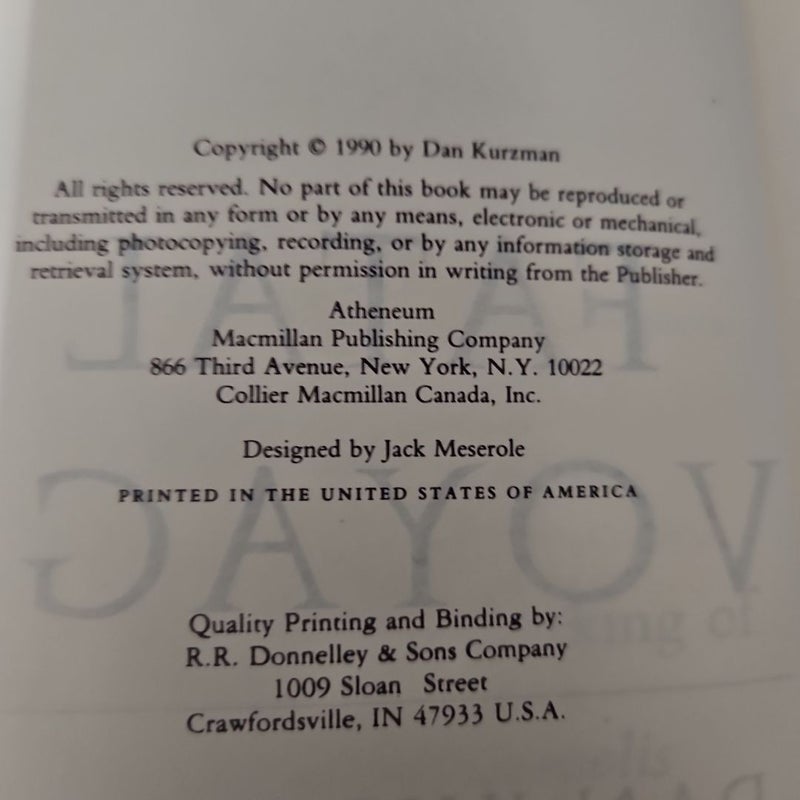 Copyright © 1990 by Dan Kurzman
All rights reserved. No part of this book may be reproduced or
transmitted in any form or by any means, electronic or mechanical,
including photocopying, recording, or by any information storage and
retrieval system, without permission in writing from the Publisher.
Atheneum
Macmillan Publishing Company
866 Third Avenue, New York, N.Y. 10022
Collier Macmillan Canada, Inc.
Designed by Jack Meserole
PRINTED IN THE UNITED STATES OF AMERICA
Quality Printing and Binding by:
R.R. Donnelley & Sons Company
1009 Sloan Street
Crawfordsville, IN 47933 U.S.A.
FATAL
VOYAG